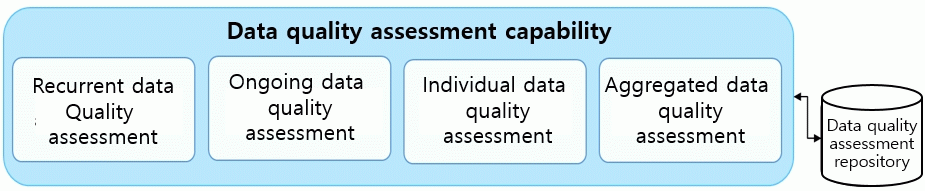 Data quality assessment capability
Recurrent data
Quality
assessment
Ongoing data
quality
assessment
Individual data
quality
assessment
Aggregated data
quality
assessment
Data quality
assessment
repository